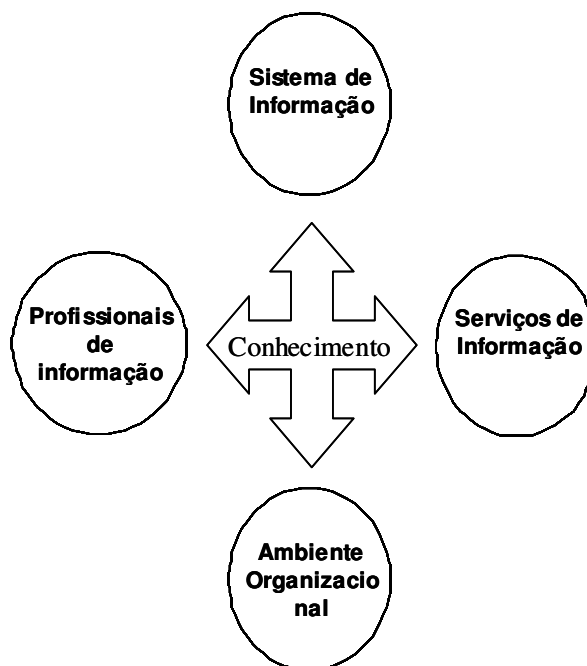 Sistema de
Informação
Profissionais
de
informação
Conhecimento
Serviços de
Informação
Ambiente
Organizacio
nal